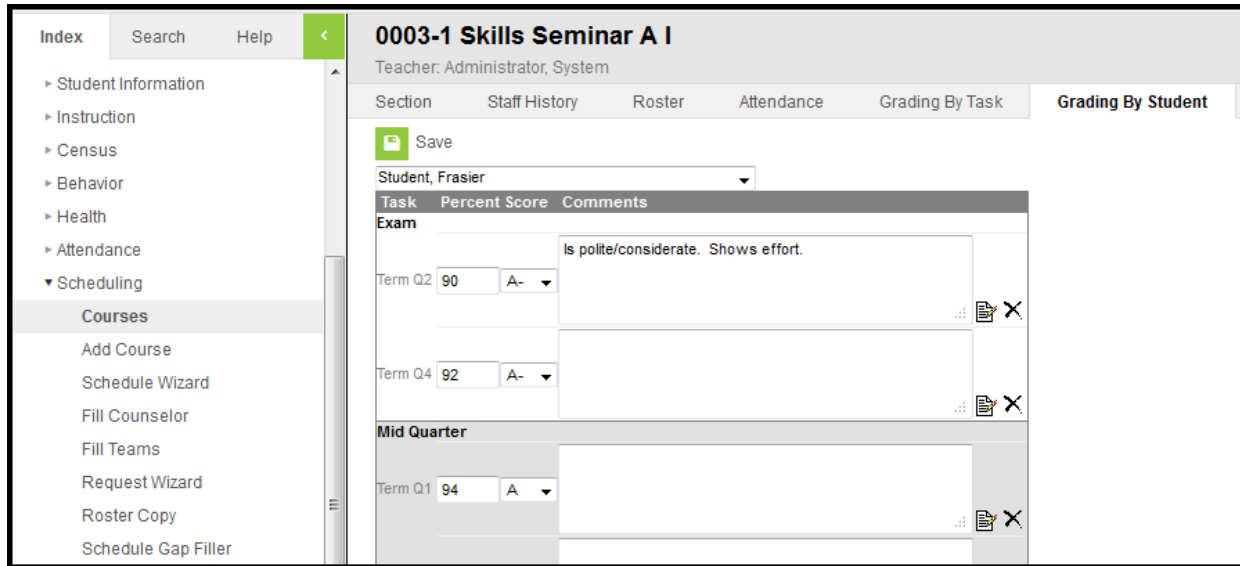 Index Search Help
Student Information
Instruction
Census
Behavior
Health
Attendance
Scheduling
Courses
Add Course
Schedule Wizard
Fill Counselor
Fill Teams
Request Wizard
Roster Copy
Schedule Gap Filler
0003-1 Skills Seminar A I
Teacher: Administrator, System
Section Staff History Roster Attendance Grading By Task Grading By Student
Save
Student, Frasier
Task Percent Score Comments
Exam
Term Q2 90 A- Is polite/considerate. Shows effort.
Term Q4 92 A-
Mid Quarter
Term Q1 94 A